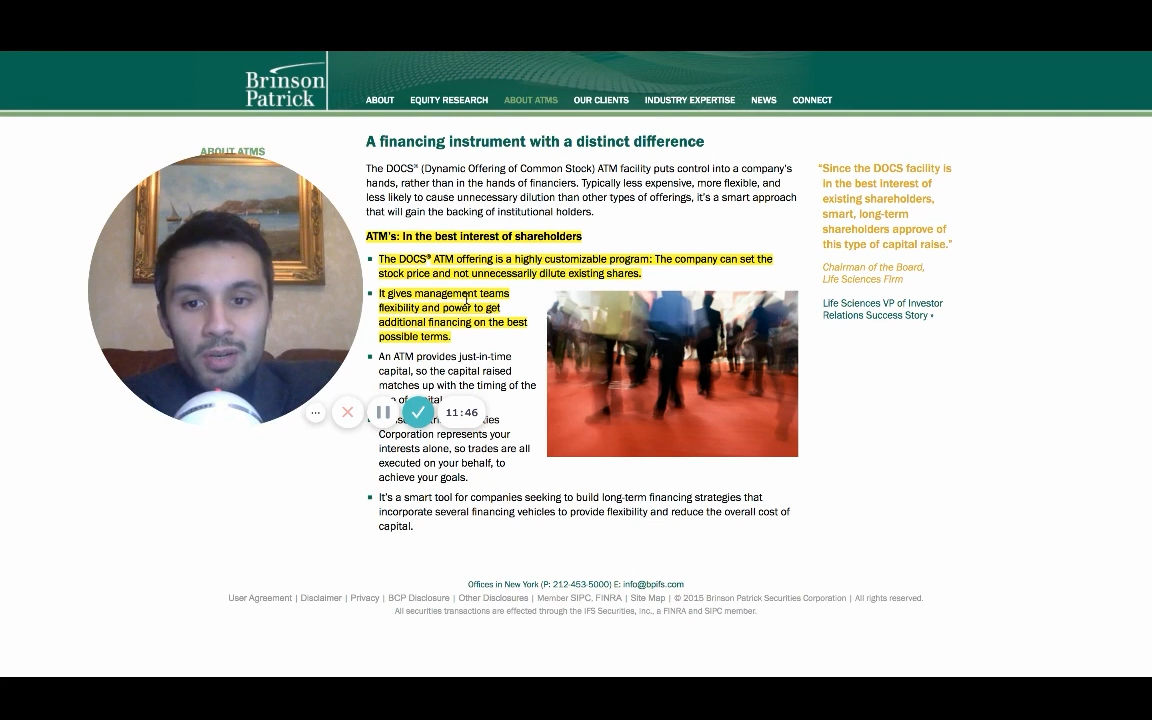 Brinson
Patrick
ABOUT EQUITY RESEARCH ABOUT ATMS OUR CLIENTS INDUSTRY EXPERTISE NEWS CONNECT
ABOUT ATMS
A financing instrument with a distinct difference
The DOCS℠ (Dynamic Offering of Common Stock) ATM facility puts control into a company's
hands, rather than in the hands of financiers. Typically less expensive, more flexible, and
less likely to cause unnecessary dilution than other types of offerings, it's a smart approach
that will gain the backing of institutional holders.
ATM's: In the best interest of shareholders
The DOCS® ATM offering is a highly customizable program: The company can set the
stock price and not unnecessarily dilute existing shares.
It gives management teams
flexibility and power to get
additional financing on the best
possible terms.
An ATM provides just-in-time
capital, so the capital raised
matches up with the timing of the
of
Corporation represents your
interests alone, so trades are all
executed on your behalf, to
achieve your goals.
It's a smart tool for companies seeking to build long-term financing strategies that
incorporate several financing vehicles to provide flexibility and reduce the overall cost of
capital.
"Since the DOCS facility is
in the best interest of
existing shareholders,
smart, long-term
shareholders approve of
this type of capital raise."
Chairman of the Board,
Life Sciences Firm
Life Sciences VP of Investor
Relations Success Story
11:46
Offices in New York (P: 212-453-5000) E: info@bpifs.com
User Agreement | Disclaimer | Privacy | BCP Disclosure | Other Disclosures | Member SIPC, FINRA | Site Map | © 2015 Brinson Patrick Securities Corporation | All rights reserved.
All securities transactions are effected through the IFS Securities, inc., a FINRA and SIPC member.